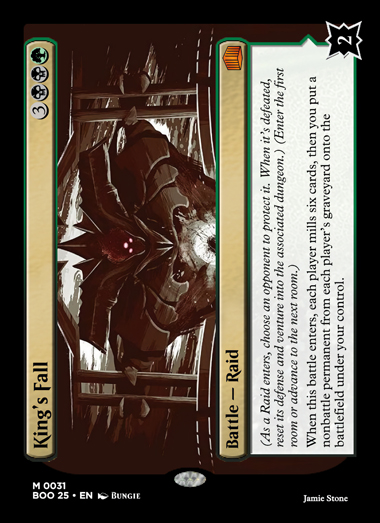 King's Fall
3
Battle — Raid
(As a Raid enters, choose an opponent to protect it. When it's defeated,
reset its defense and venture into the associated dungeon.) (Enter the first
room or advance to the next room.)
When this battle enters, each player mills six cards, then you put a
nonbattle permanent from each player's graveyard onto the
battlefield under your control.
2
M 0031
BOO 25 • EN Bungie
Jamie Stone